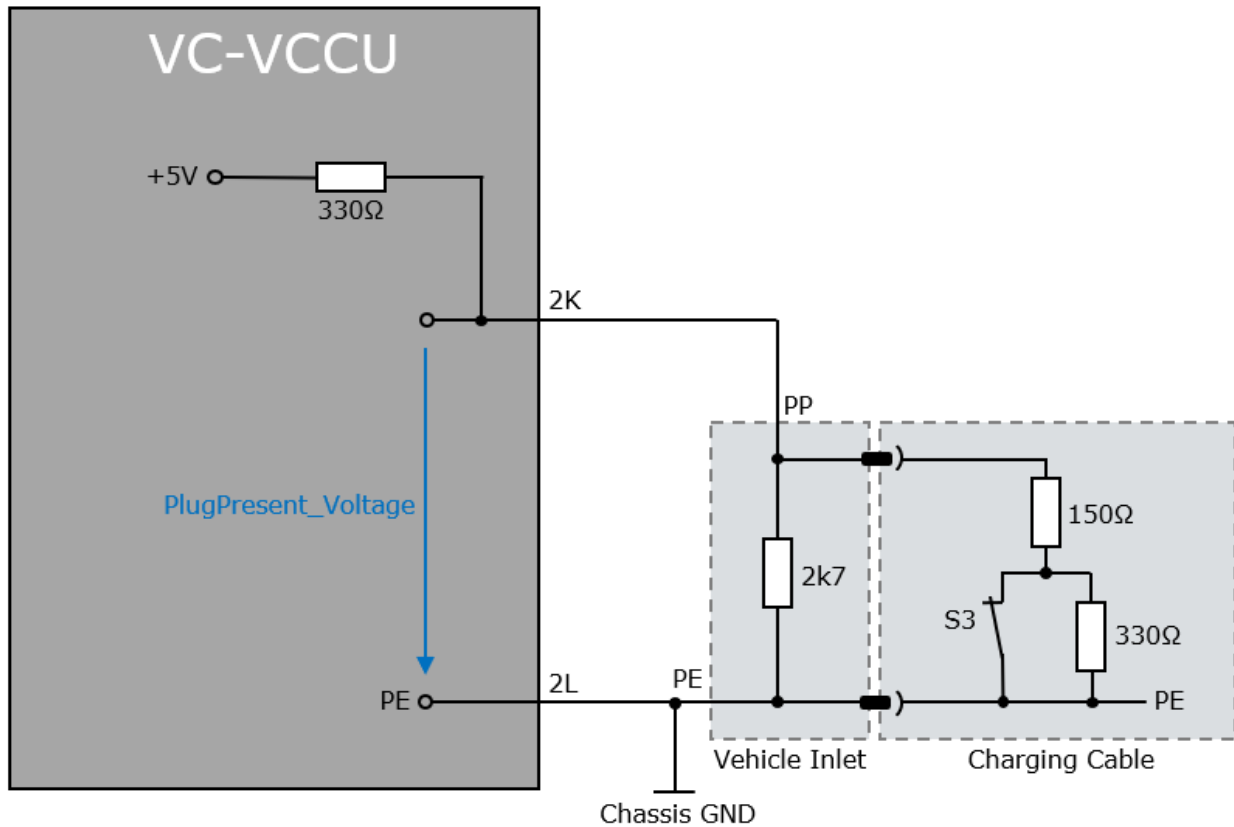 VC-VCCU
+5V
330Ω
2K
PP
PlugPresent_Voltage
150Ω
2k7
S3
330Ω
PE
2L
PE
PE
Vehicle Inlet
Charging Cable
Chassis GND